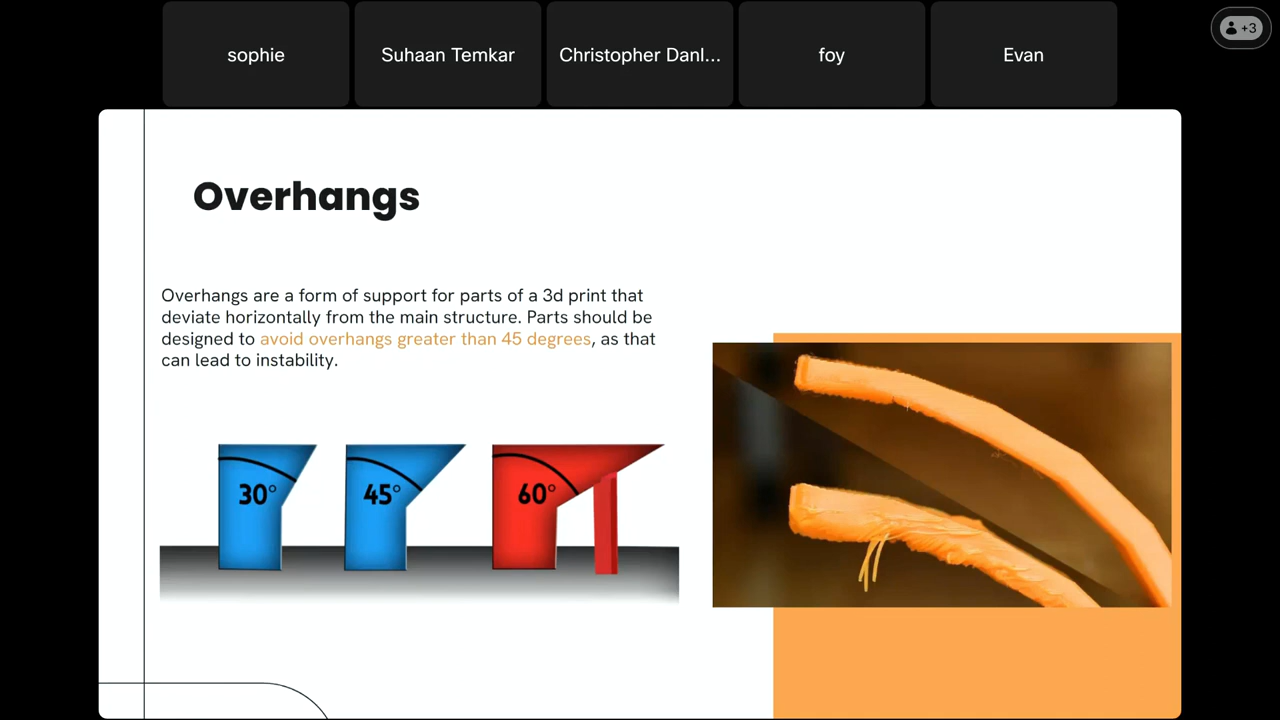 sophie
Suhaan Temkar
Christopher Danl...
foy
Evan
+3
Overhangs
Overhangs are a form of support for parts of a 3d print that
deviate horizontally from the main structure. Parts should be
designed to avoid overhangs greater than 45 degrees, as that
can lead to instability.
30°
45°
60°